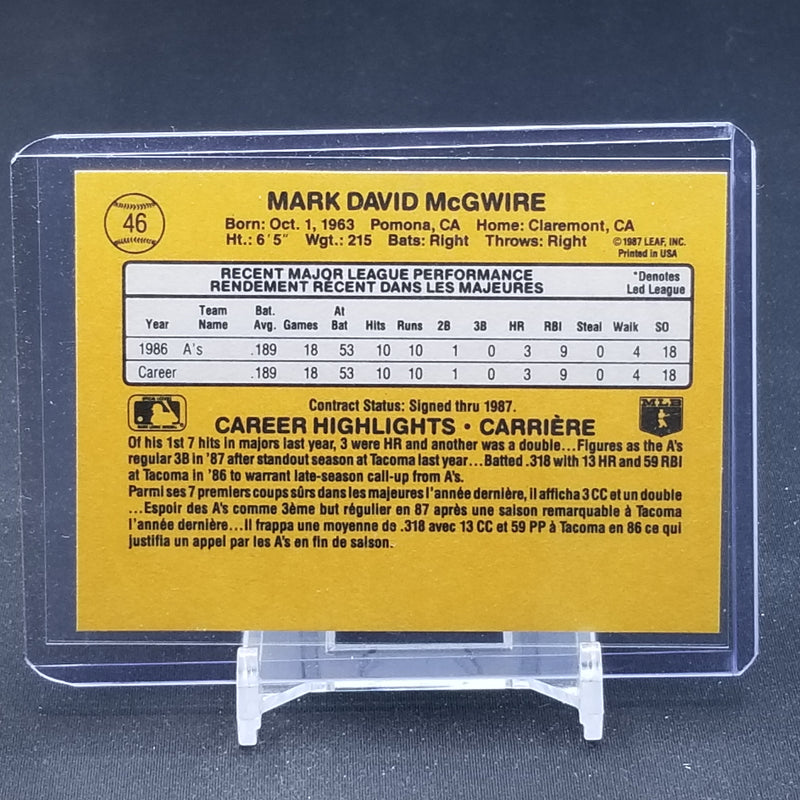 46
MARK DAVID McGWIRE
Born: Oct. 1, 1963 Pomona, CA Home: Claremont, CA
Ht.: 6'5" Wgt.: 215 Bats: Right Throws: Right
©1987 LEAF, INC.
Printed in USA
RECENT MAJOR LEAGUE PERFORMANCE
RENDEMENT RÉCENT DANS LES MAJEURES
*Denotes
Led League
Year Team Name Bat. Avg. Games At Bat Hits Runs 2B 3B HR RBI Steal Walk SO
1986 A's .189 18 53 10 10 1 0 3 9 0 4 18
Career .189 18 53 10 10 1 0 3 9 0 4 18
Contract Status: Signed thru 1987.
MLB
CAREER HIGHLIGHTS • CARRIÈRE
Of his 1st 7 hits in majors last year, 3 were HR and another was a double...Figures as the A's
regular 3B in '87 after standout season at Tacoma last year...Batted .318 with 13 HR and 59 RBI
at Tacoma in '86 to warrant late-season call-up from A's.
Parmi ses 7 premiers coups sûrs dans les majeures l'année dernière, il afficha 3 CC et un double
...Espoir des A's comme 3ème but régulier en 87 après une saison remarquable à Tacoma
l'année dernière...Il frappa une moyenne de .318 avec 13 CC et 59 PP à Tacoma en 86 ce qui
justifia un appel par les A's en fin de saison.